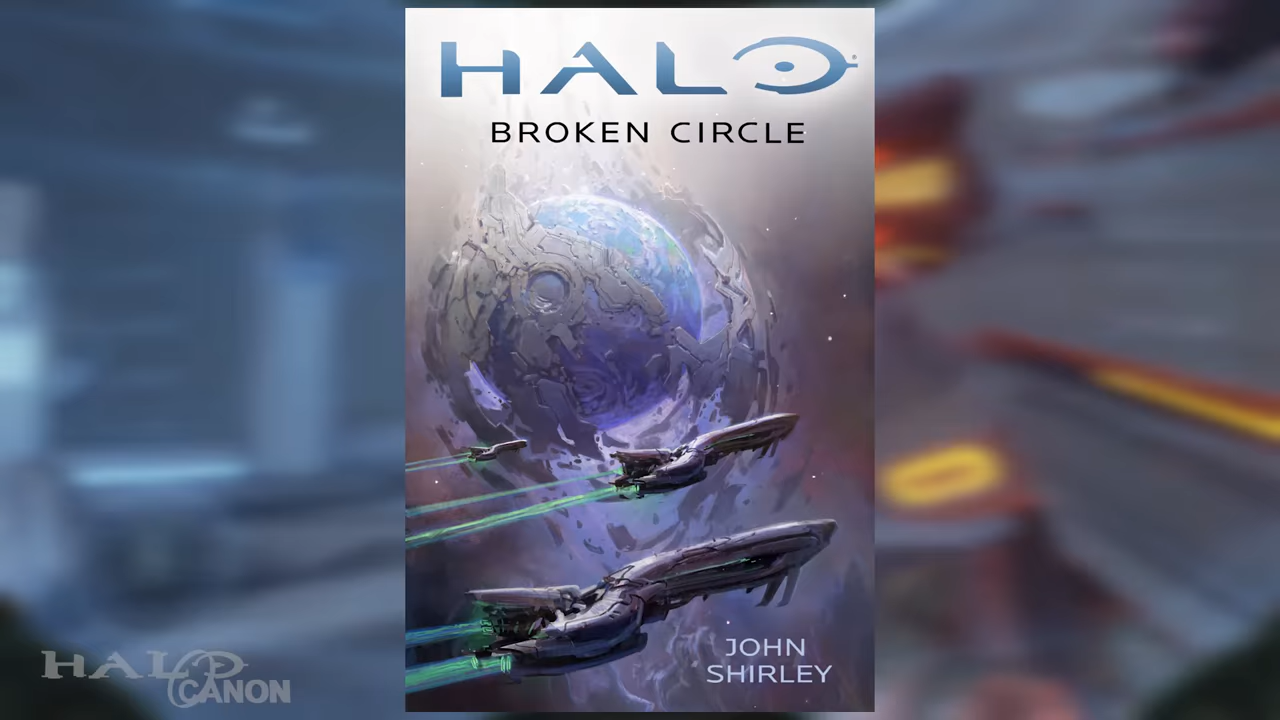 HALO
BROKEN CIRCLE
JOHN
SHIRLEY
HALO
CANON